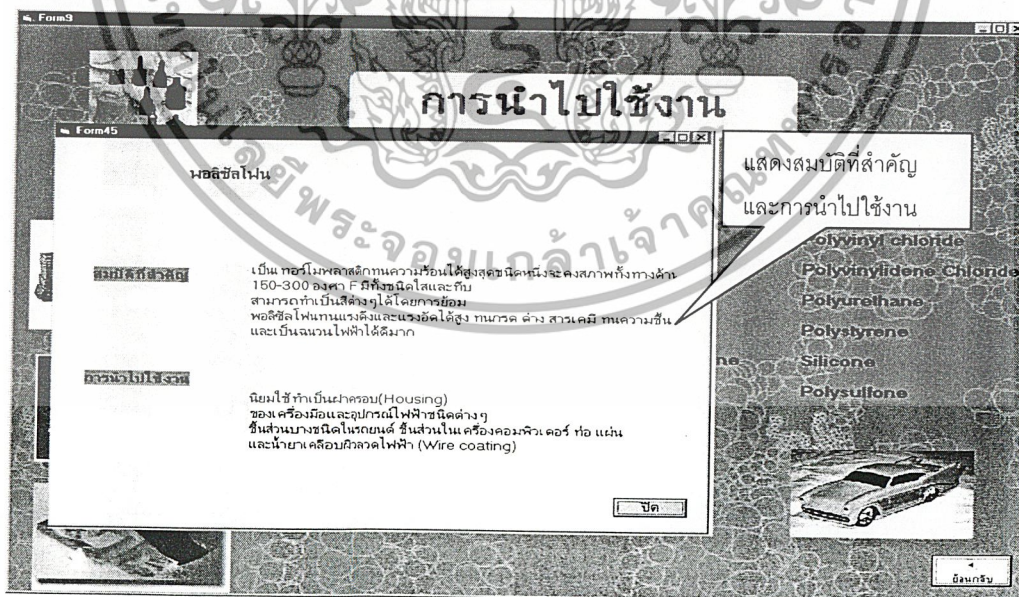 Form9
การนำไปใช้งาน
Form45
พอลิซัลโฟน
แสดงสมบัติที่สำคัญ
และการนำไปใช้งาน
สมบัติที่สำคัญ
เป็น เทอร์โมพลาสติกทนความร้อนได้สูงสุดชนิดหนึ่งจะคงสภาพทั้งทางด้าน
150-300 องศา F มีทั้งชนิดใสและทึบ
สามารถทำเป็นสีต่างๆได้โดยการย้อม
พอลิซัลโฟนทนแรงดึงและแรงอัดได้สูง ทนกรด ด่าง สารเคมี ทนความชื้น
และเป็นฉนวนไฟฟ้าได้ดีมาก
การนำไปใช้งาน
นิยมใช้ ทำเป็นฝาครอบ(Housing)
ของเครื่องมือและอุปกรณ์ไฟฟ้าชนิดต่าง ๆ
ชิ้นส่วนบางชนิดในรถยนต์ ชิ้นส่วนในเครื่องคอมพิวเตอร์ ท่อ แผ่น
และน้ำยาเคลือบผิวลวดไฟฟ้า (Wire coating)
ปิด
Polyvinyl chloride
Polyvinylidene Chloride
Polyurethane
Polystyrene
Silicone
Polysulfone
ย้อนกลับ
พระจอมเกล้าเจ้าคุณทหาร